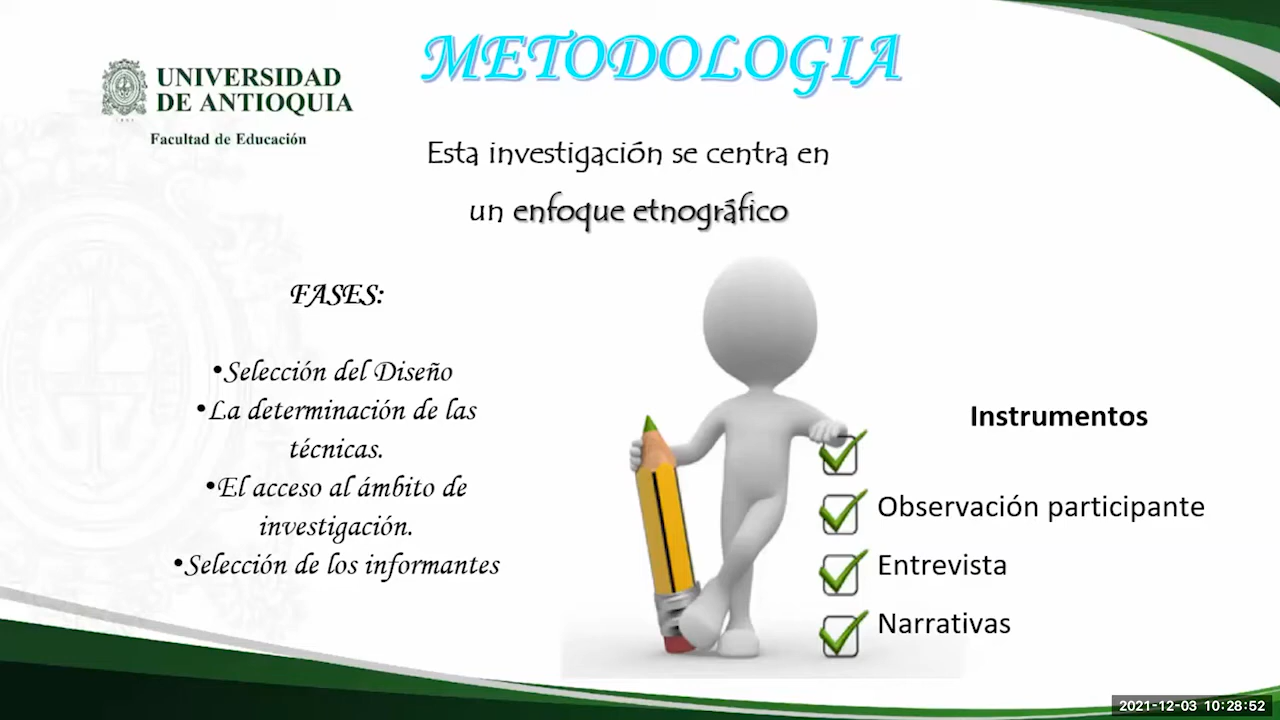 METODOLOGIA
UNIVERSIDAD
DE ANTIOQUIA
Facultad de Educación
Esta investigación se centra en
un enfoque etnográfico
FASES:
•Selección del Diseño
•La determinación de las
técnicas.
•El acceso al ámbito de
investigación.
•Selección de los informantes
Instrumentos
Observación participante
Entrevista
Narrativas
2021-12-03 10:28:52